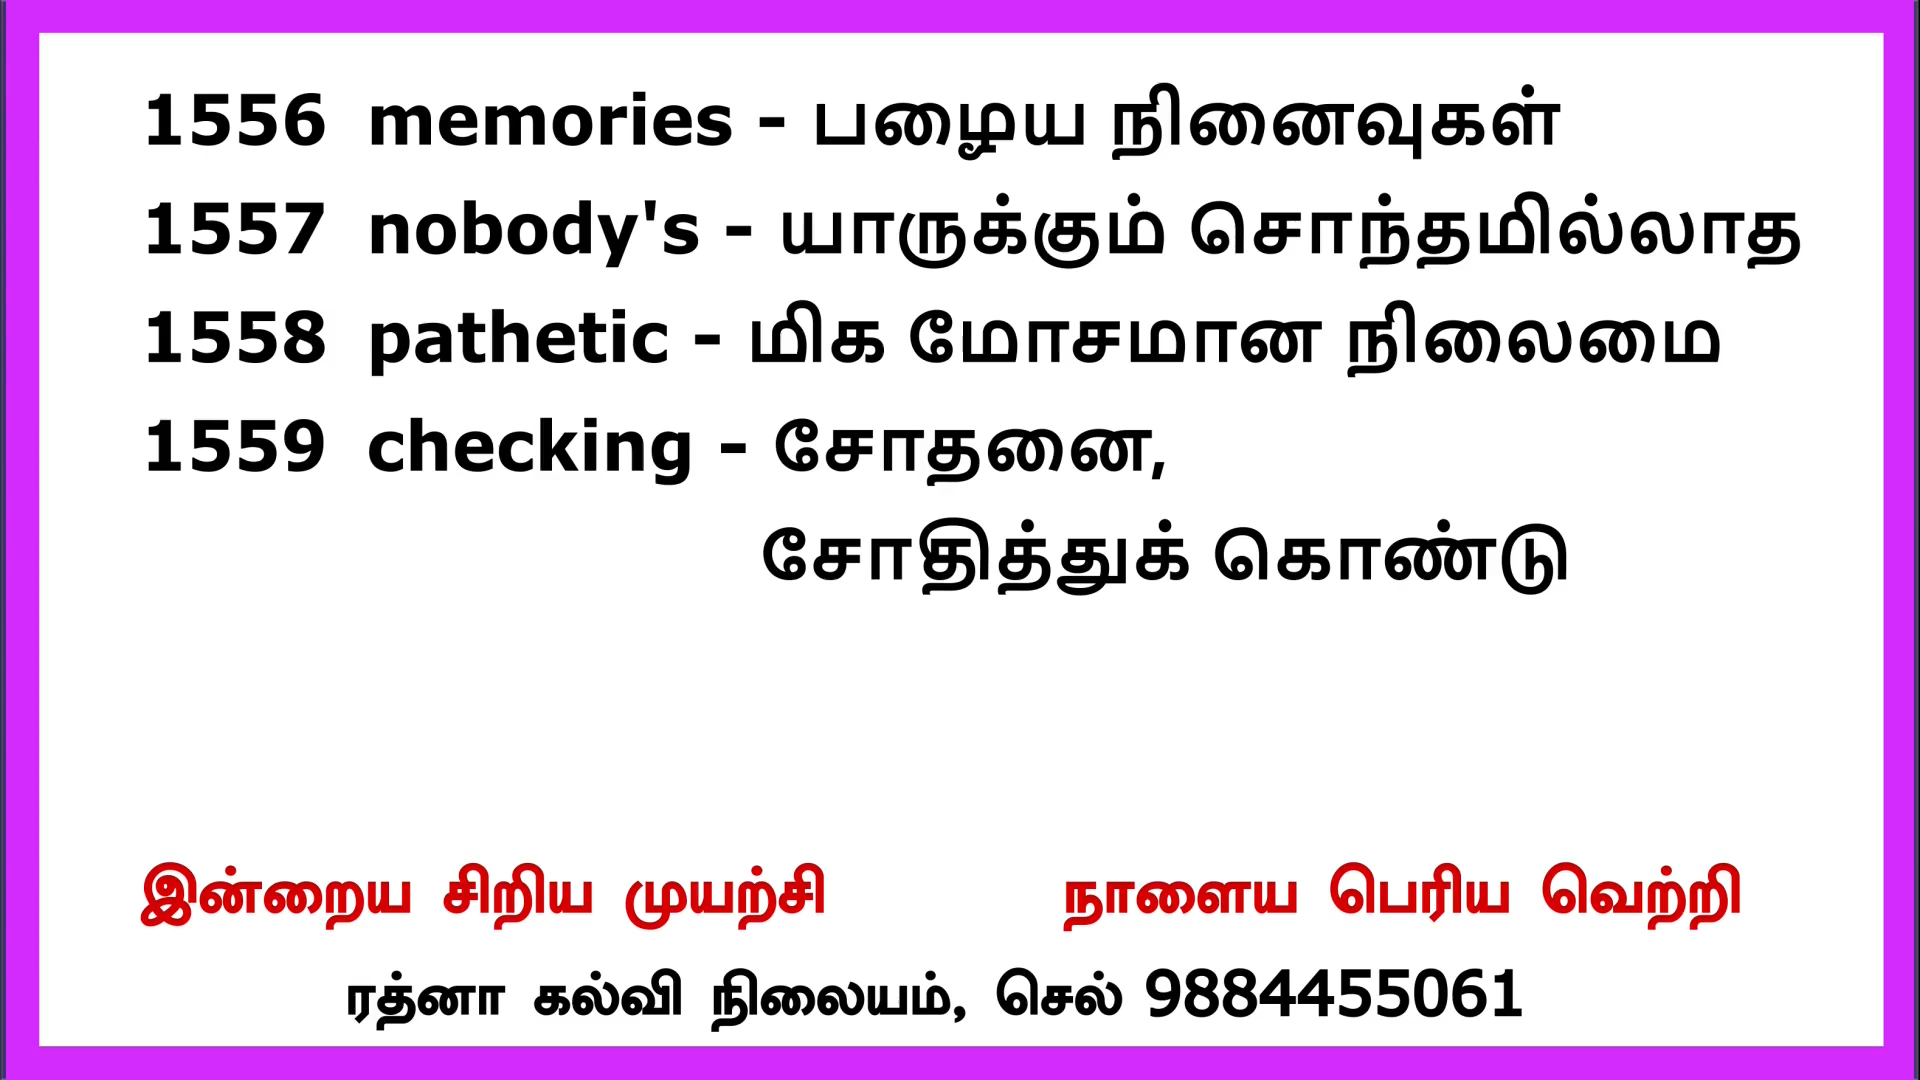 1556 memories - பழைய நினைவுகள்
1557 nobody's - யாருக்கும் சொந்தமில்லாத
1558 pathetic - மிக மோசமான நிலைமை
1559 checking - சோதனை,
சோதித்துக் கொண்டு
இன்றைய சிறிய முயற்சி நாளைய பெரிய வெற்றி
ரத்னா கல்வி நிலையம், செல் 9884455061